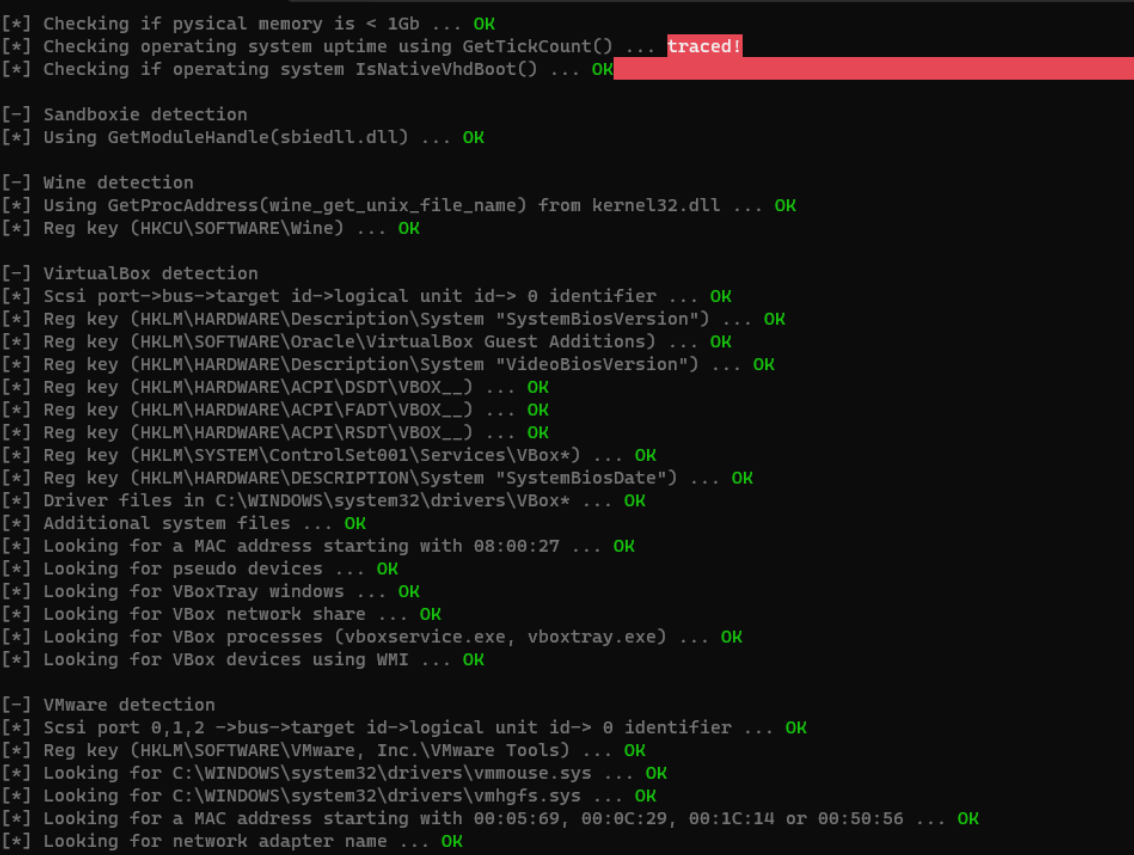 [*] Checking if pysical memory is < 1Gb ... OK
[*] Checking operating system uptime using GetTickCount() ... traced!
[*] Checking if operating system IsNativeVhdBoot() ... OK

[-] Sandboxie detection
[*] Using GetModuleHandle(sbiedll.dll) ... OK

[-] Wine detection
[*] Using GetProcAddress(wine_get_unix_file_name) from kernel32.dll ... OK
[*] Reg key (HKCU\SOFTWARE\Wine) ... OK

[-] VirtualBox detection
[*] Scsi port->bus->target id->logical unit id-> 0 identifier ... OK
[*] Reg key (HKLM\HARDWARE\Description\System "SystemBiosVersion") ... OK
[*] Reg key (HKLM\SOFTWARE\Oracle\VirtualBox Guest Additions) ... OK
[*] Reg key (HKLM\HARDWARE\Description\System "VideoBiosVersion") ... OK
[*] Reg key (HKLM\HARDWARE\ACPI\DSDT\VBOX__) ... OK
[*] Reg key (HKLM\HARDWARE\ACPI\FADT\VBOX__) ... OK
[*] Reg key (HKLM\HARDWARE\ACPI\RSDT\VBOX__) ... OK
[*] Reg key (HKLM\SYSTEM\ControlSet001\Services\VBox*) ... OK
[*] Reg key (HKLM\HARDWARE\DESCRIPTION\System "SystemBiosDate") ... OK
[*] Driver files in C:\WINDOWS\system32\drivers\VBox* ... OK
[*] Additional system files ... OK
[*] Looking for a MAC address starting with 08:00:27 ... OK
[*] Looking for pseudo devices ... OK
[*] Looking for VBoxTray windows ... OK
[*] Looking for VBox network share ... OK
[*] Looking for VBox processes (vboxservice.exe, vboxtray.exe) ... OK
[*] Looking for VBox devices using WMI ... OK

[-] VMware detection
[*] Scsi port 0,1,2 ->bus->target id->logical unit id-> 0 identifier ... OK
[*] Reg key (HKLM\SOFTWARE\VMware, Inc.\VMware Tools) ... OK
[*] Looking for C:\WINDOWS\system32\drivers\vmmouse.sys ... OK
[*] Looking for C:\WINDOWS\system32\drivers\vmhgfs.sys ... OK
[*] Looking for a MAC address starting with 00:05:69, 00:0C:29, 00:1C:14 or 00:50:56 ... OK
[*] Looking for network adapter name ... OK